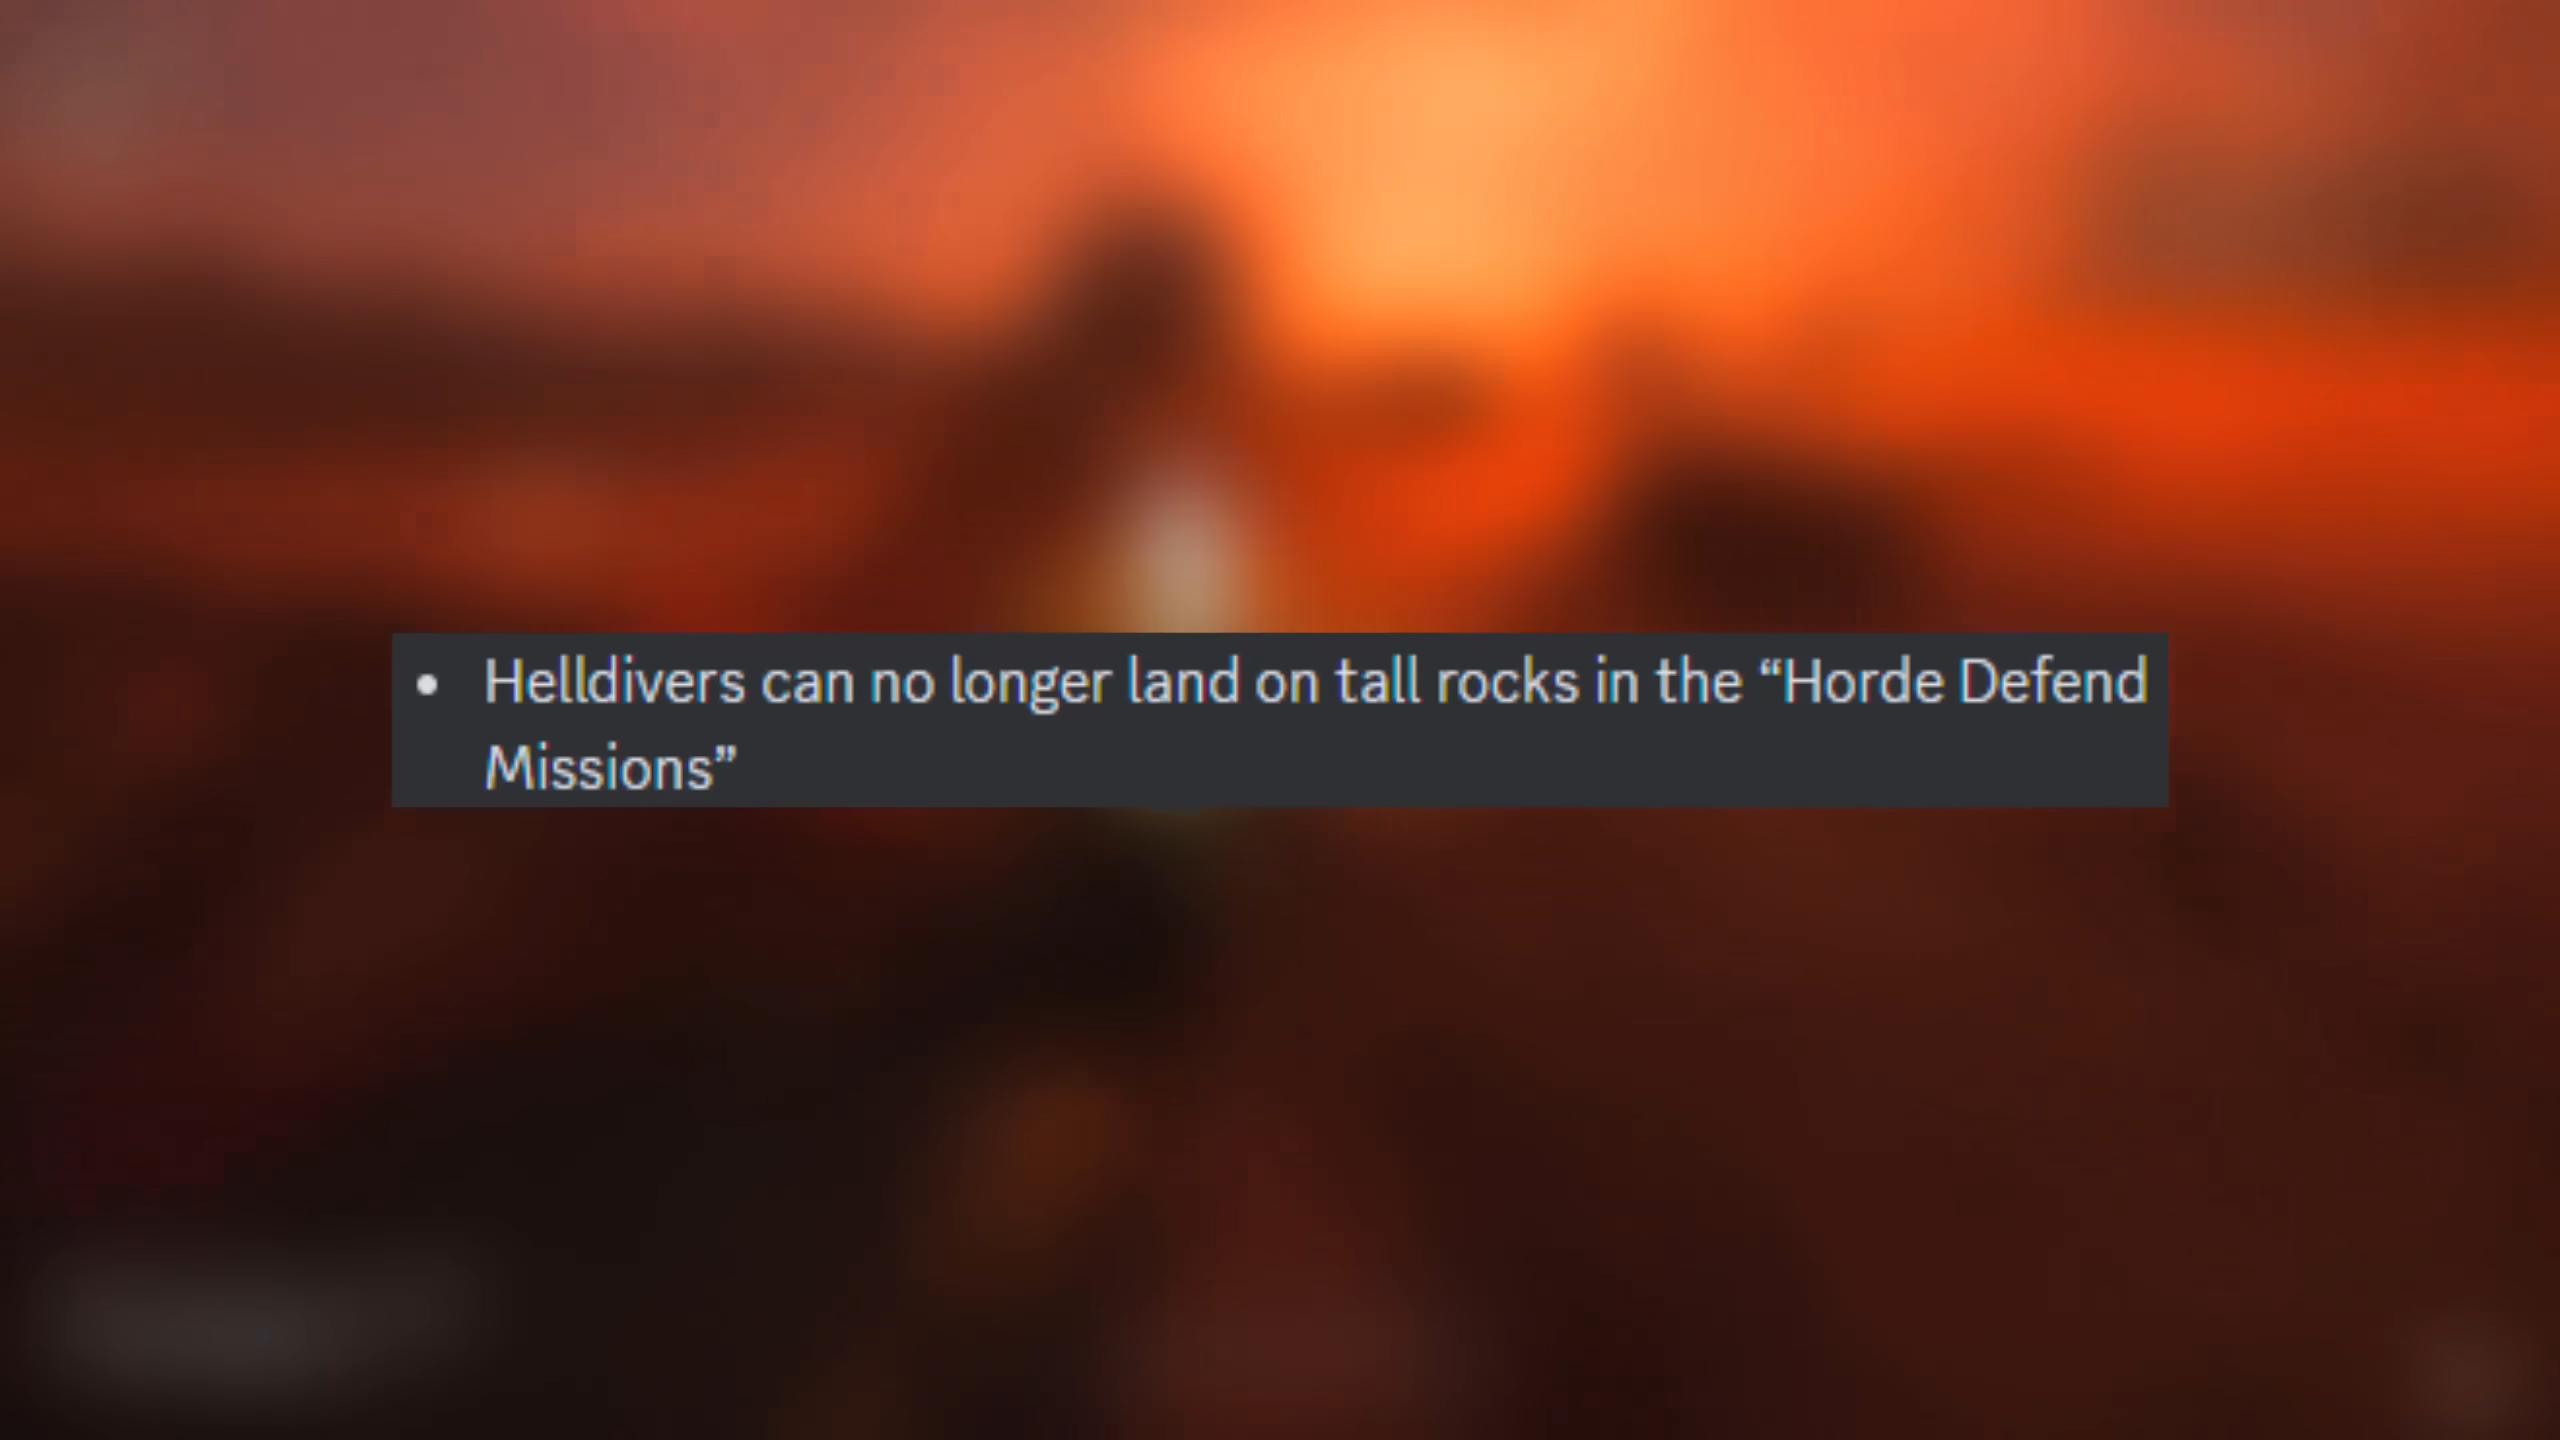 • Helldivers can no longer land on tall rocks in the “Horde Defend
Missions”